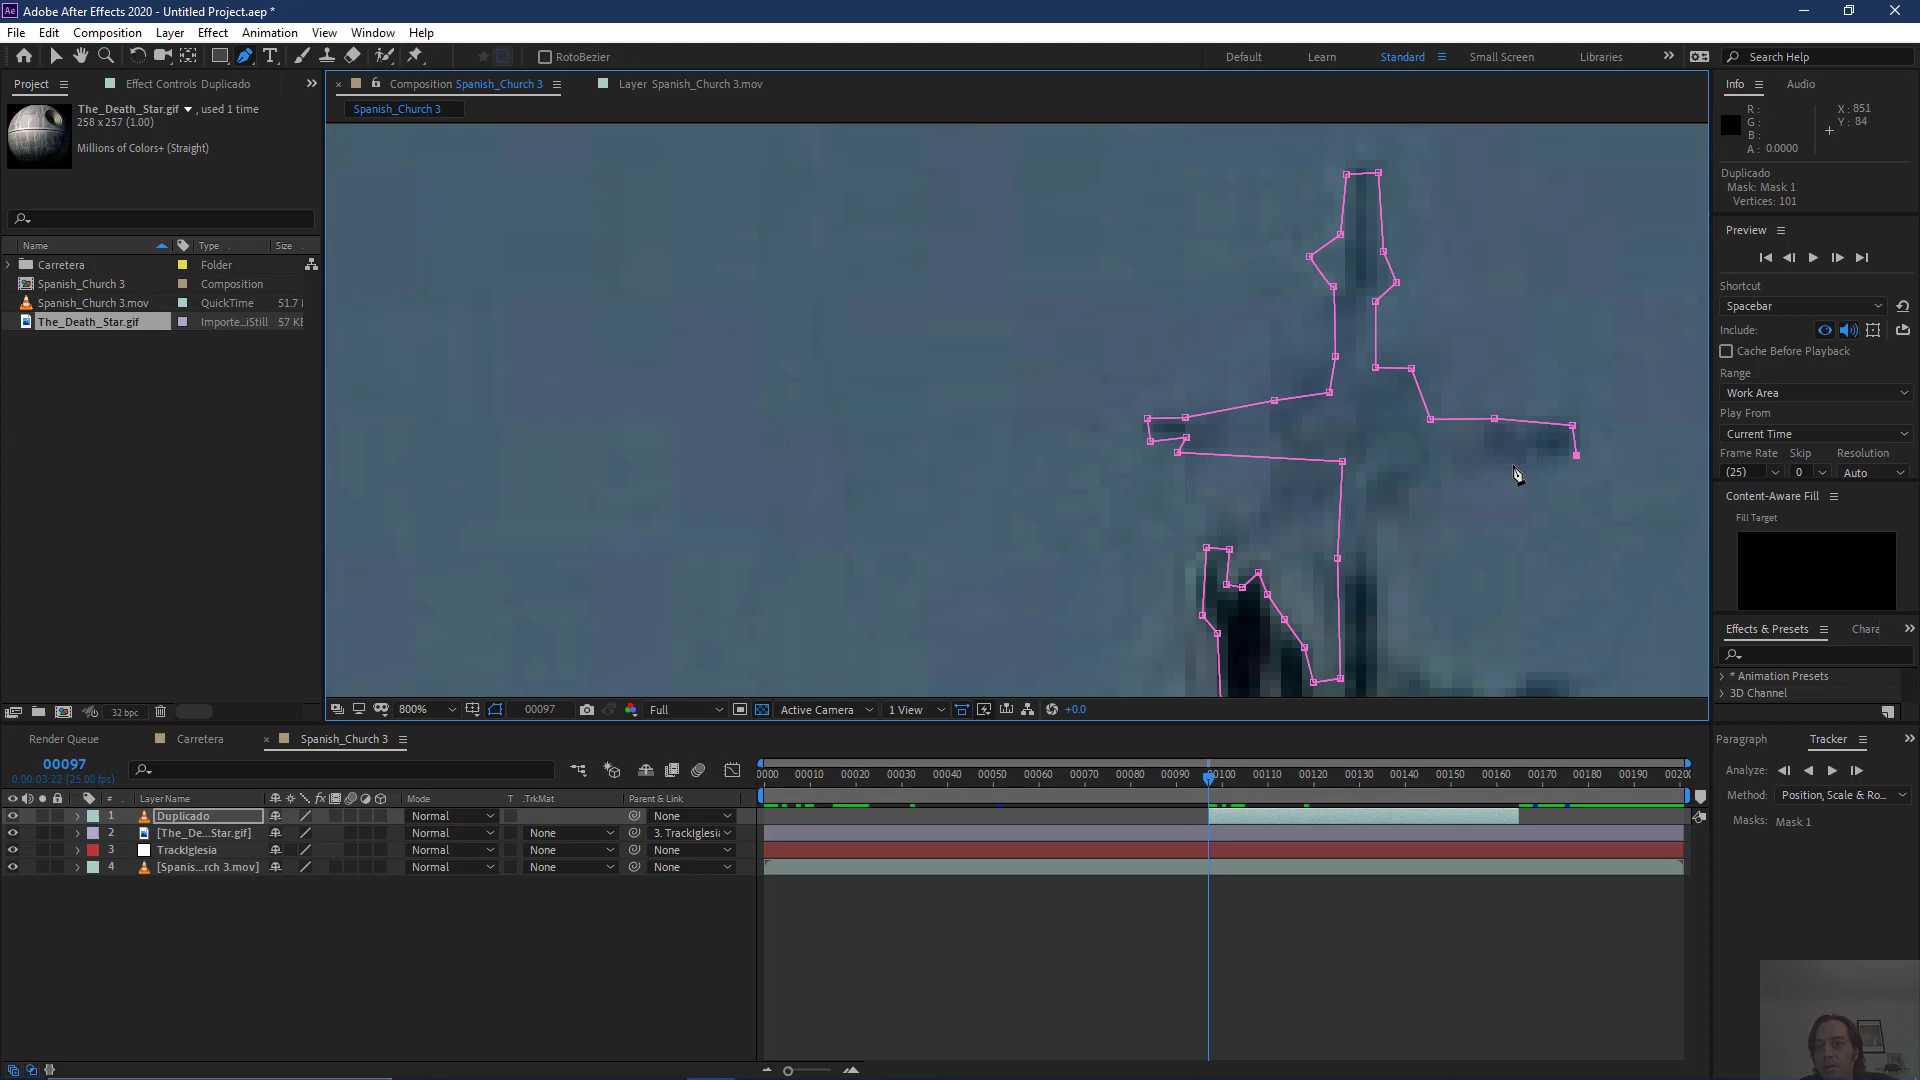 Adobe After Effects 2020 - Untitled Project.aep *
File Edit Composition Layer Effect Animation View Window Help
RotoBezier
Default Learn Standard Small Screen Libraries Search Help
Project Effect Controls Duplicado
Composition Spanish_Church 3 Layer Spanish_Church 3.mov
Info Audio
Spanish_Church 3
The_Death_Star.gif , used 1 time
258 x 257 (1.00)
Millions of Colors+ (Straight)
R :
G :
B :
A : 0.0000
X : 851
Y : 84
Duplicado
Mask: Mask 1
Vertices: 101
Preview
Name Type Size
Carretera Folder
Spanish_Church 3 Composition
Spanish_Church 3.mov QuickTime 51.7
The_Death_Star.gif Importe...iStill 57 KB
Shortcut
Spacebar
Include:
Cache Before Playback
Range
Work Area
Play From
Current Time
Frame Rate Skip Resolution
(25) 0 Auto
Content-Aware Fill
Fill Target
Effects & Presets Chara
* Animation Presets
3D Channel
32 bpc
800% 00097 Full Active Camera 1 View +0.0
Render Queue Carretera Spanish_Church 3
Paragraph Tracker
00097
0:00:03:22 (25.00 fps)
0000 00010 00020 00030 00040 00050 00060 00070 00080 00090 00100 00110 00120 00130 00140 00150 00160 00170 00180 00190 0020
Analyze:
Method: Position, Scale & Ro...
Masks: Mask 1
# Layer Name fx Mode T .TrkMat Parent & Link
1 Duplicado Normal None
2 [The_De...Star.gif] Normal None 3. TrackIglesia
3 TrackIglesia Normal None None
4 [Spanis...rch 3.mov] Normal None None